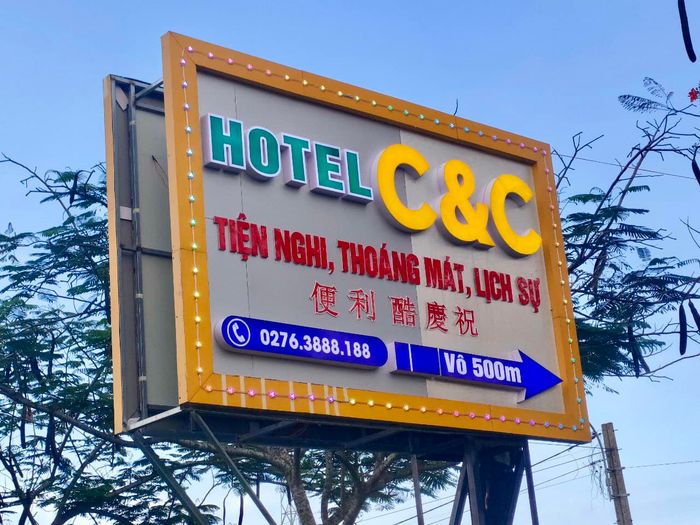 HOTEL C&C
TIỆN NGHI, THOÁNG MÁT, LỊCH SỰ
便利酷慶祝
0276.3888.188
Vô 500m